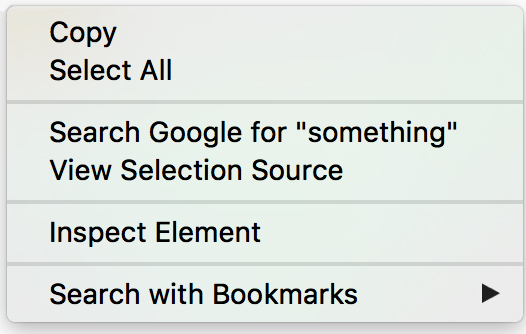 Copy
Select All
Search Google for "something"
View Selection Source
Inspect Element
Search with Bookmarks